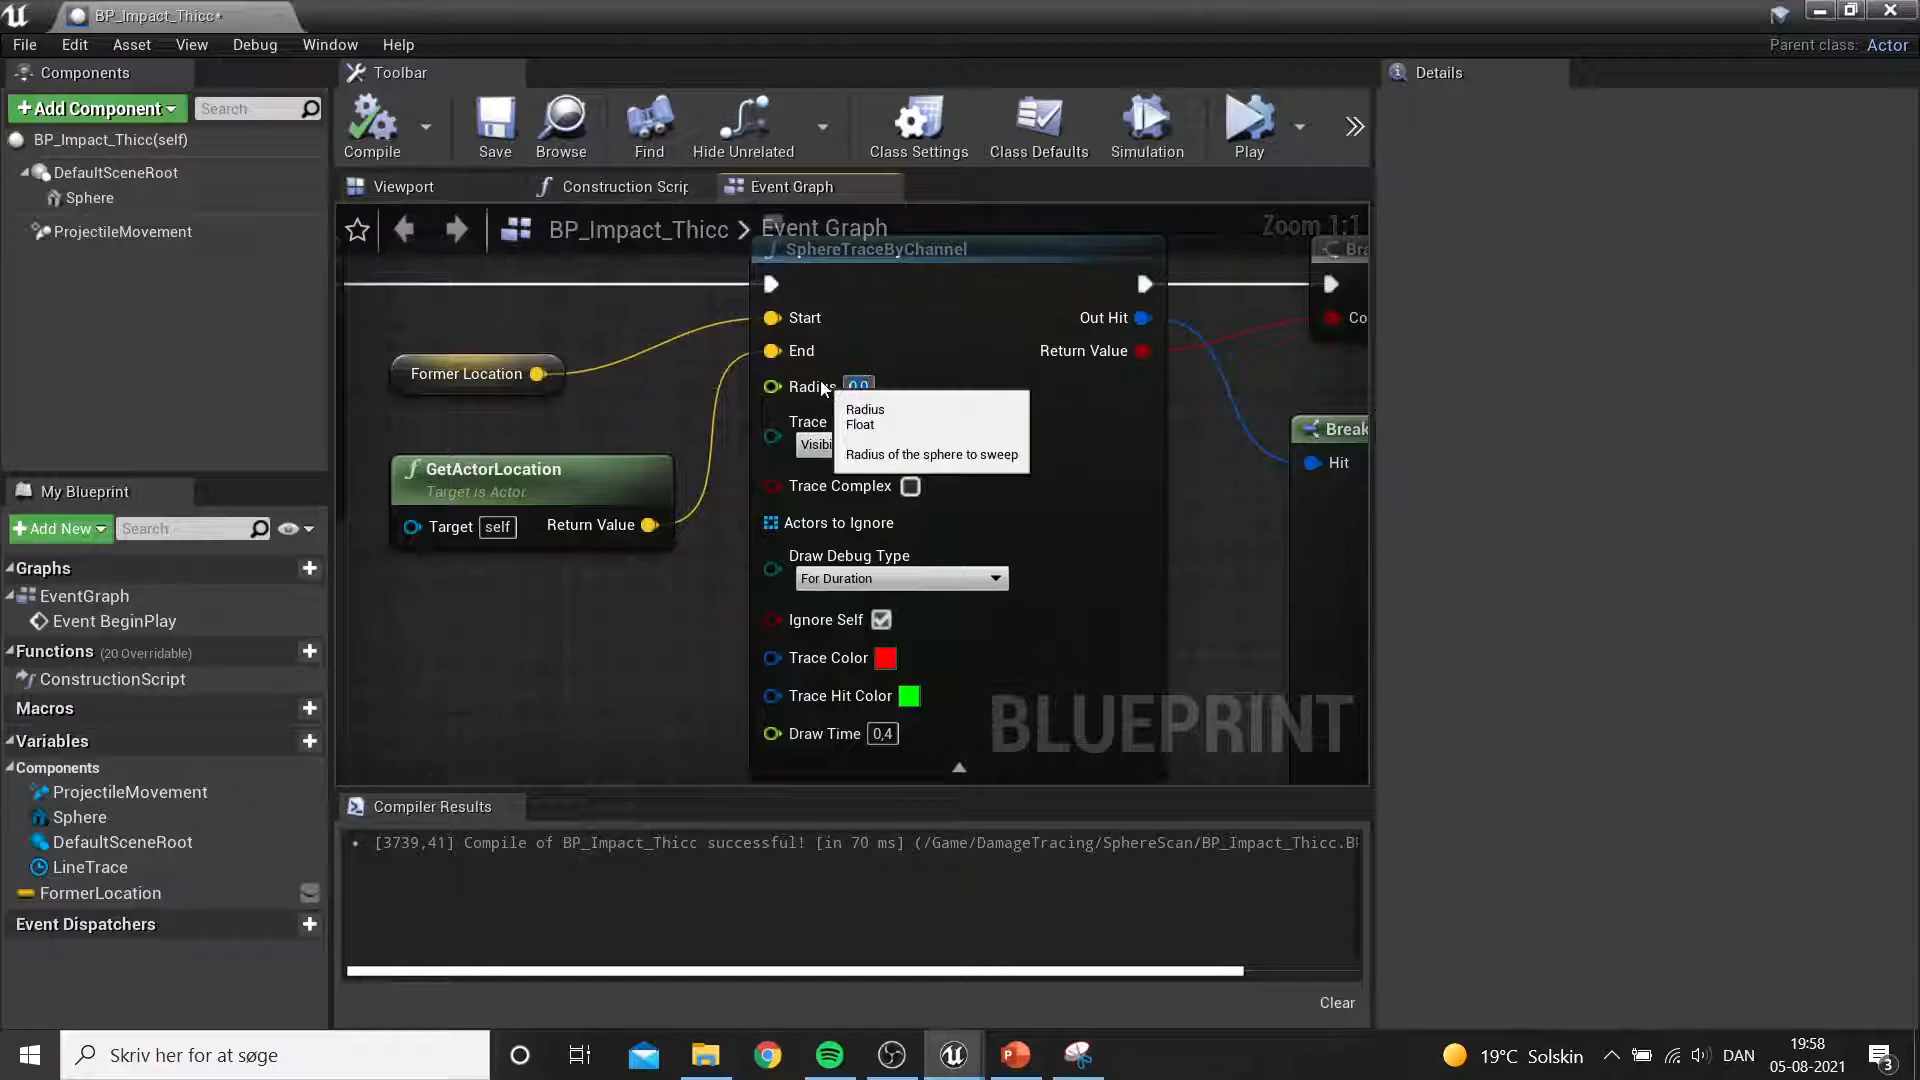 BP_Impact_Thicc*
File Edit Asset View Debug Window Help
Parent class: Actor
Components
Add Component
Search
BP_Impact_Thicc(self)
DefaultSceneRoot
Sphere
ProjectileMovement
Toolbar
Compile
Save
Browse
Find
Hide Unrelated
Class Settings
Class Defaults
Simulation
Play
Details
Viewport
Construction Scrip
Event Graph
BP_Impact_Thicc > Event Graph
Zoom 1:1
SphereTraceByChannel
Start
End
Radius 0,0
Trace
Visibi
Radius
Float
Radius of the sphere to sweep
Trace Complex
Actors to Ignore
Draw Debug Type
For Duration
Ignore Self
Trace Color
Trace Hit Color
Draw Time 0,4
Out Hit
Return Value
Former Location
GetActorLocation
Target is Actor
Target self
Return Value
Bra
Co
Break
Hit
BLUEPRINT
My Blueprint
Add New
Search
Graphs
EventGraph
Event BeginPlay
Functions (20 Overridable)
ConstructionScript
Macros
Variables
Components
ProjectileMovement
Sphere
DefaultSceneRoot
LineTrace
FormerLocation
Event Dispatchers
Compiler Results
• [3739,41] Compile of BP_Impact_Thicc successful! [in 70 ms] (/Game/DamageTracing/SphereScan/BP_Impact_Thicc.BP
Clear
Skriv her for at søge
19°C Solskin
DAN
19:58
05-08-2021
3